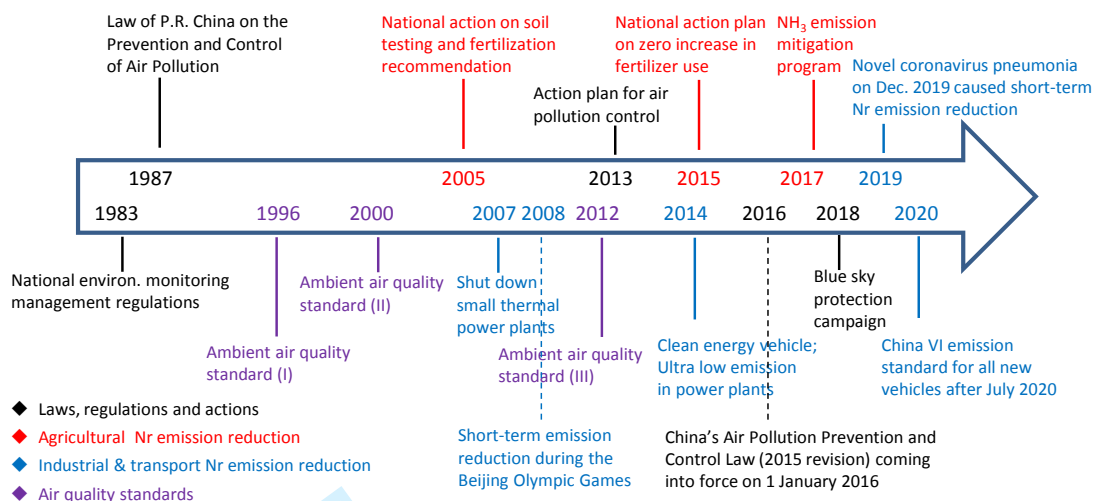 Law of P.R. China on the
Prevention and Control
of Air Pollution
National action on soil
testing and fertilization
recommendation
Action plan for air
pollution control
National action plan
on zero increase in
fertilizer use
NH3 emission
mitigation
program
Novel coronavirus pneumonia
on Dec. 2019 caused short-term
Nr emission reduction
1987
2005
2013
2015
2017
2019
1983
1996
2000
2007
2008
2012
2014
2016
2018
2020
National environ. monitoring
management regulations
Ambient air quality
standard (I)
Ambient air quality
standard (II)
Shut down
small thermal
power plants
Short-term emission
reduction during the
Beijing Olympic Games
Ambient air quality
standard (III)
Clean energy vehicle;
Ultra low emission
in power plants
China's Air Pollution Prevention and
Control Law (2015 revision) coming
into force on 1 January 2016
Blue sky
protection
campaign
China VI emission
standard for all new
vehicles after July 2020
Laws, regulations and actions
Agricultural Nr emission reduction
Industrial & transport Nr emission reduction
Air quality standards